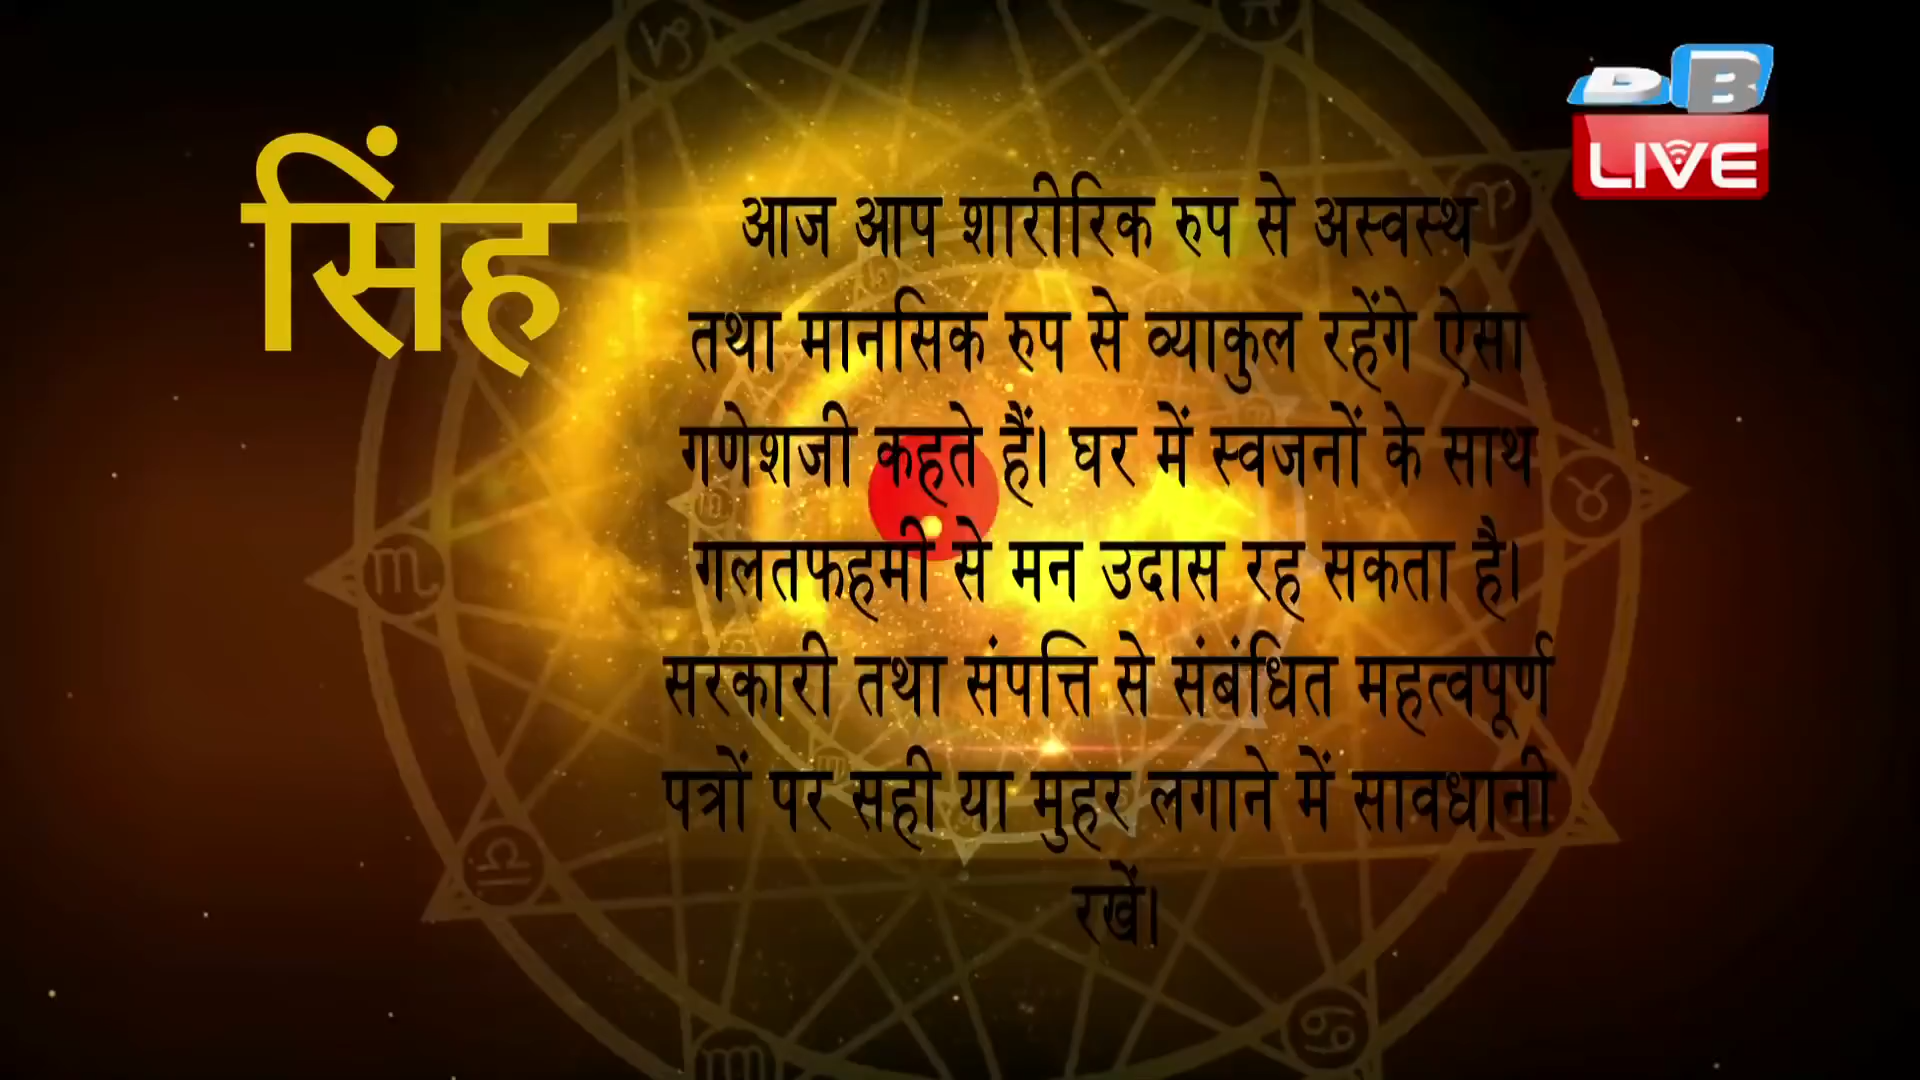 DB
LIVE
सिंह
आज आप शारीरिक रुप से अस्वस्थ
तथा मानसिक रुप से व्याकुल रहेंगे ऐसा
गणेशजी कहते हैं। घर में स्वजनों के साथ
गलतफहमी से मन उदास रह सकता है।
सरकारी तथा संपत्ति से संबंधित महत्वपूर्ण
पत्रों पर सही या मुहर लगाने में सावधानी
रखें।